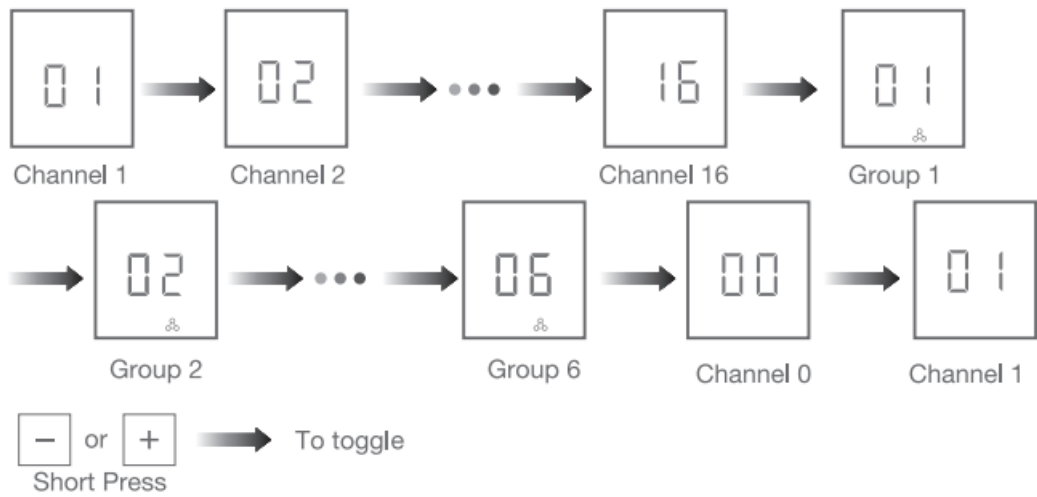 01 02 16 01
Channel 1 Channel 2 Channel 16 Group 1
02 06 00 01
Group 2 Group 6 Channel 0 Channel 1
− or + To toggle
Short Press